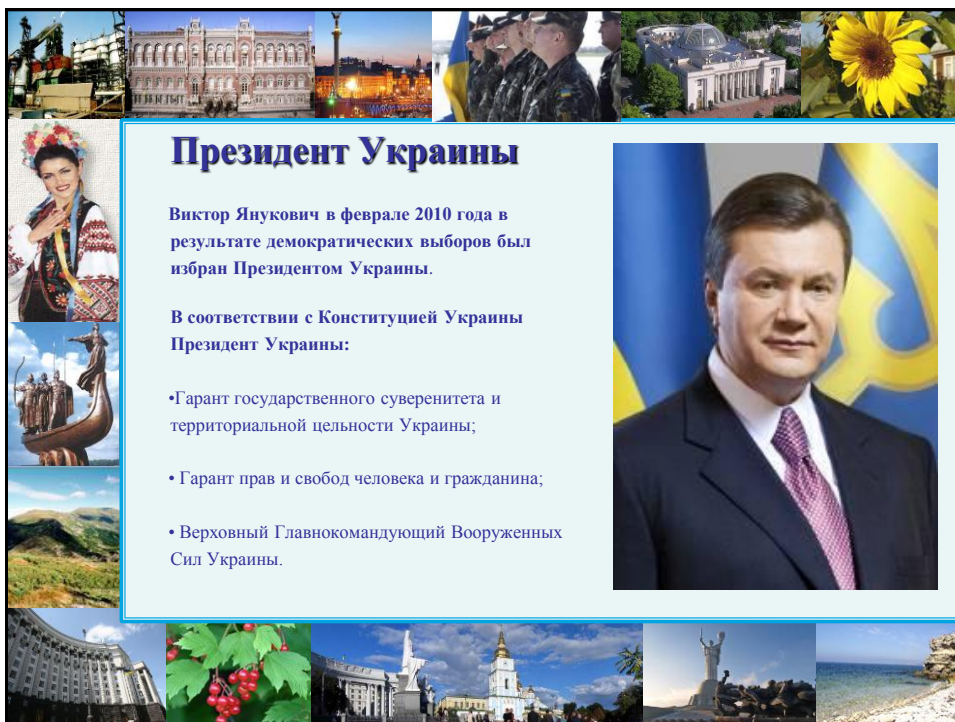 Президент Украины
Виктор Янукович в феврале 2010 года в
результате демократических выборов был
избран Президентом Украины.
В соответствии с Конституцией Украины
Президент Украины:
•Гарант государственного суверенитета и
территориальной цельности Украины;
• Гарант прав и свобод человека и гражданина;
• Верховный Главнокомандующий Вооруженных
Сил Украины.